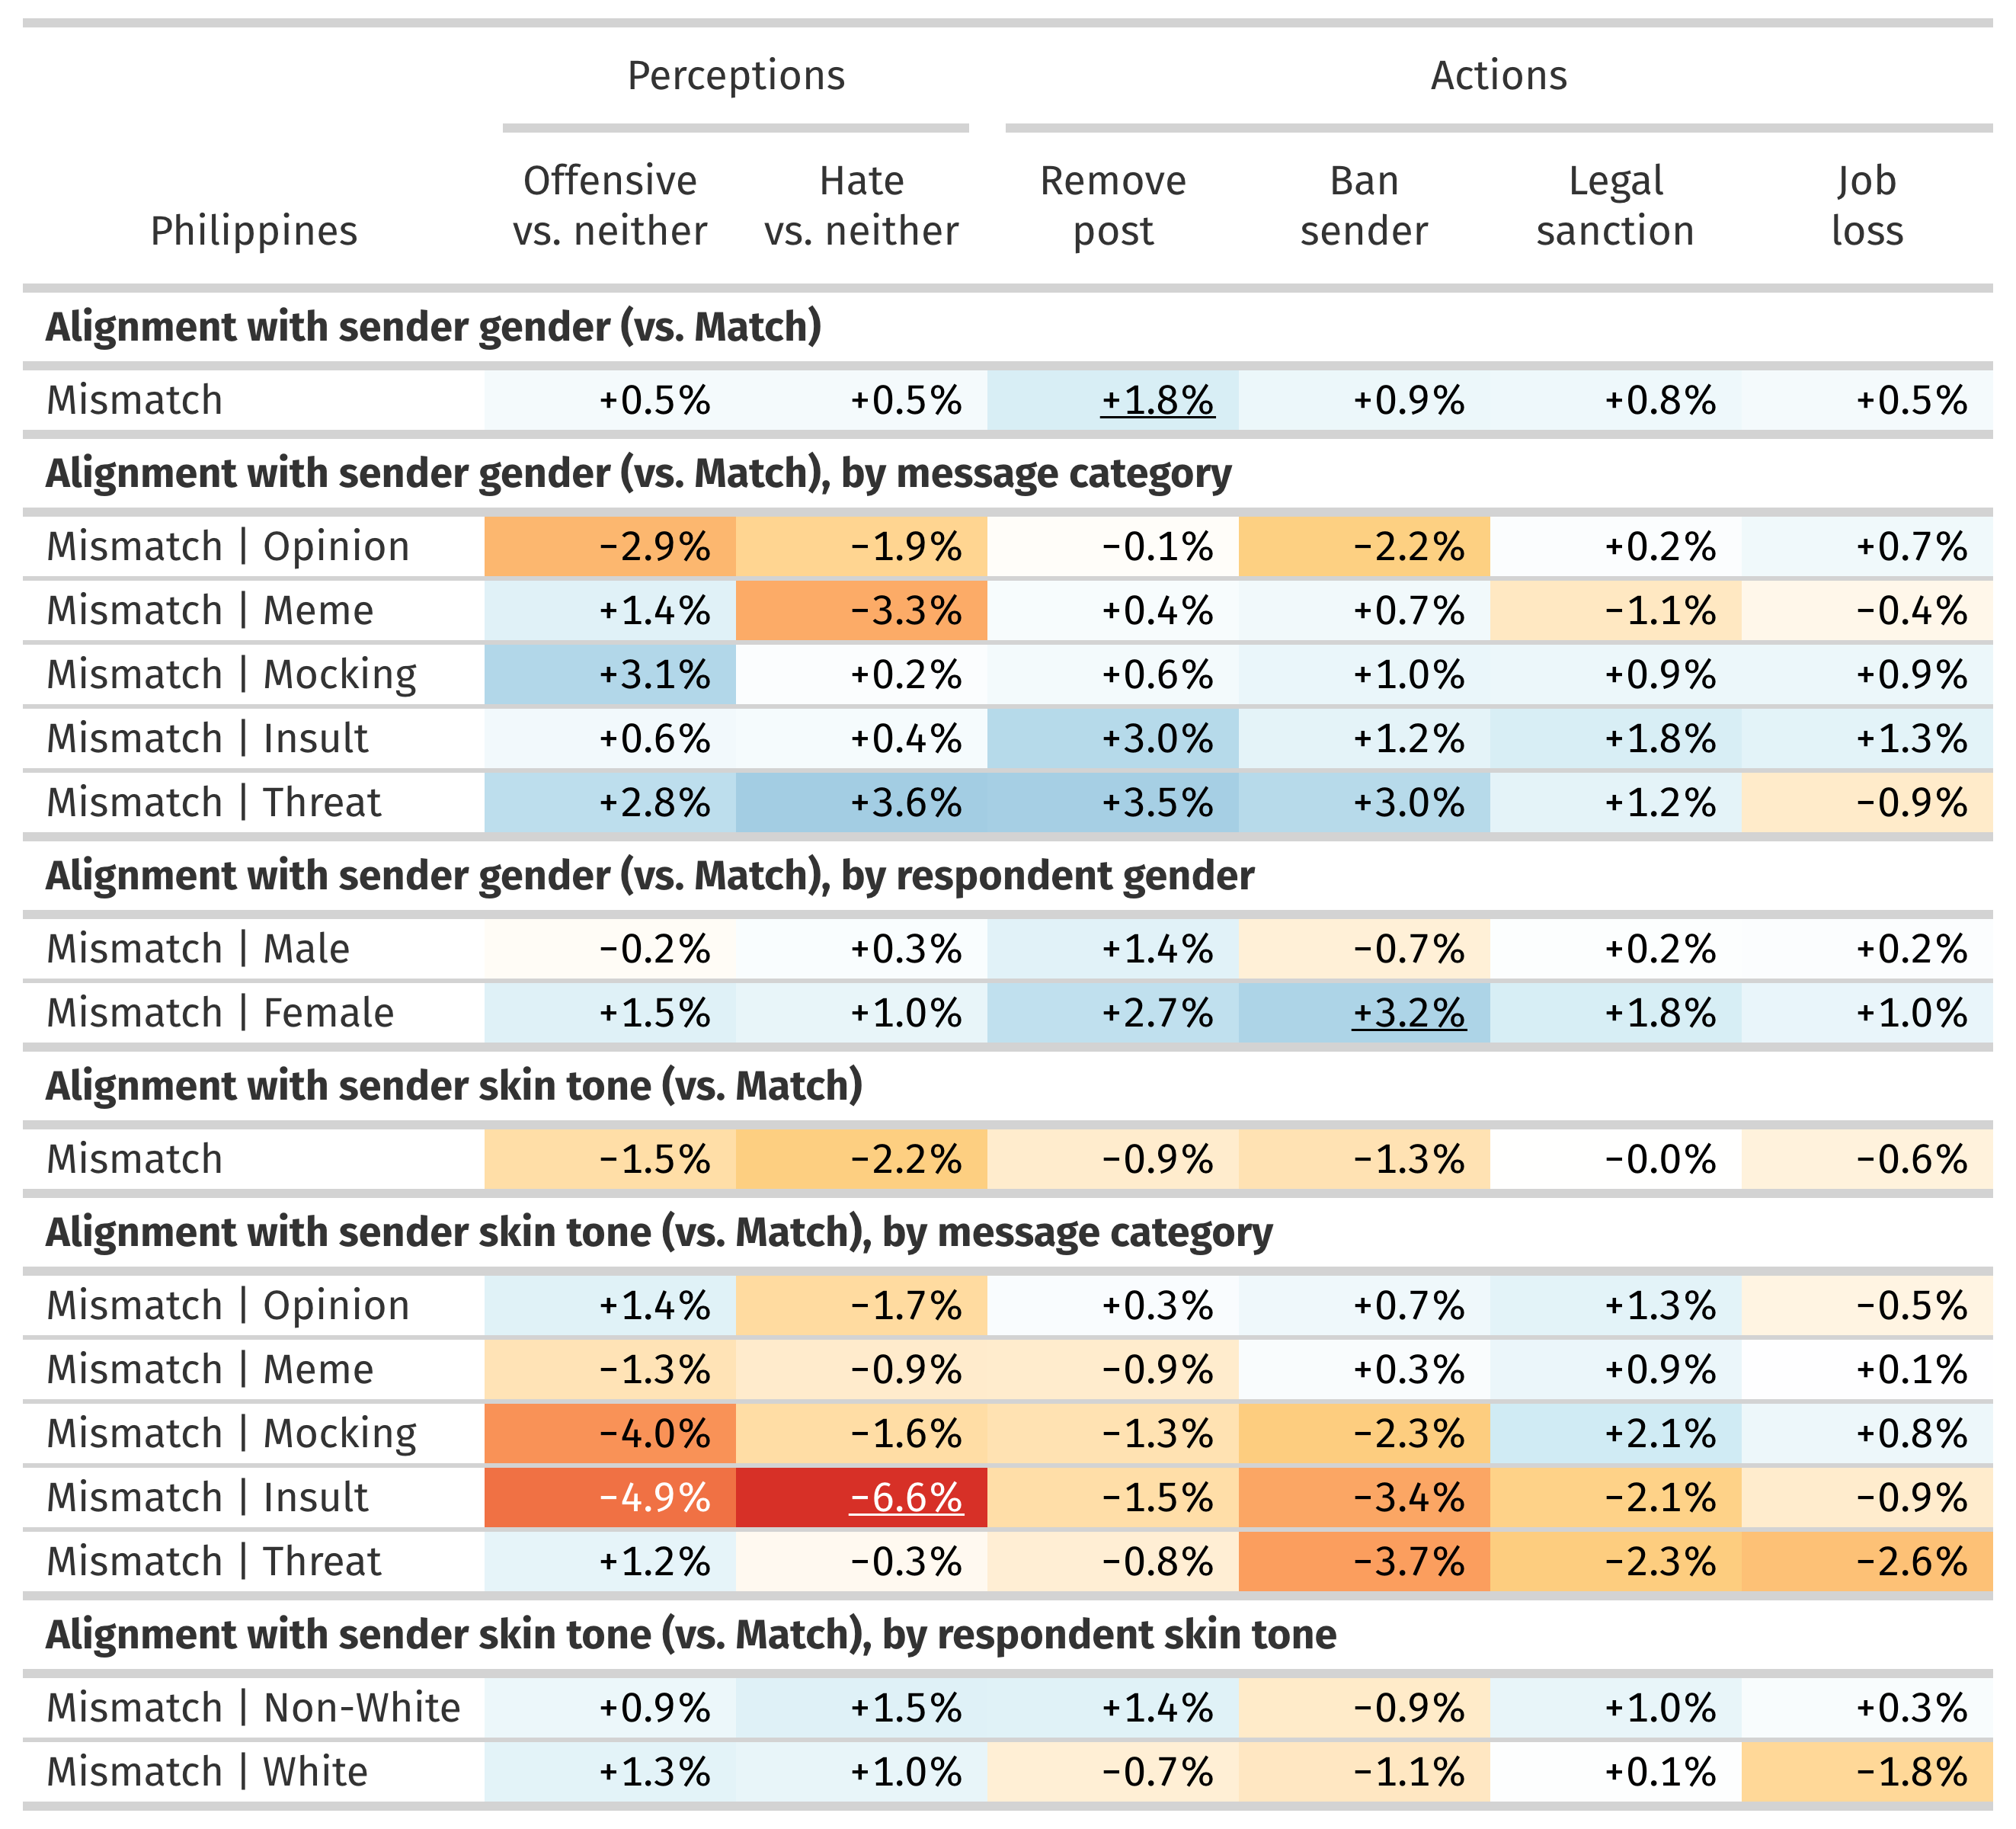 Perceptions Actions
Offensive Hate Remove Ban Legal Job
Philippines vs. neither vs. neither post sender sanction loss
Alignment with sender gender (vs. Match)
Mismatch +0.5% +0.5% +1.8% +0.9% +0.8% +0.5%
Alignment with sender gender (vs. Match), by message category
Mismatch | Opinion −2.9% −1.9% −0.1% −2.2% +0.2% +0.7%
Mismatch | Meme +1.4% −3.3% +0.4% +0.7% −1.1% −0.4%
Mismatch | Mocking +3.1% +0.2% +0.6% +1.0% +0.9% +0.9%
Mismatch | Insult +0.6% +0.4% +3.0% +1.2% +1.8% +1.3%
Mismatch | Threat +2.8% +3.6% +3.5% +3.0% +1.2% −0.9%
Alignment with sender gender (vs. Match), by respondent gender
Mismatch | Male −0.2% +0.3% +1.4% −0.7% +0.2% +0.2%
Mismatch | Female +1.5% +1.0% +2.7% +3.2% +1.8% +1.0%
Alignment with sender skin tone (vs. Match)
Mismatch −1.5% −2.2% −0.9% −1.3% −0.0% −0.6%
Alignment with sender skin tone (vs. Match), by message category
Mismatch | Opinion +1.4% −1.7% +0.3% +0.7% +1.3% −0.5%
Mismatch | Meme −1.3% −0.9% −0.9% +0.3% +0.9% +0.1%
Mismatch | Mocking −4.0% −1.6% −1.3% −2.3% +2.1% +0.8%
Mismatch | Insult −4.9% −6.6% −1.5% −3.4% −2.1% −0.9%
Mismatch | Threat +1.2% −0.3% −0.8% −3.7% −2.3% −2.6%
Alignment with sender skin tone (vs. Match), by respondent skin tone
Mismatch | Non-White +0.9% +1.5% +1.4% −0.9% +1.0% +0.3%
Mismatch | White +1.3% +1.0% −0.7% −1.1% +0.1% −1.8%